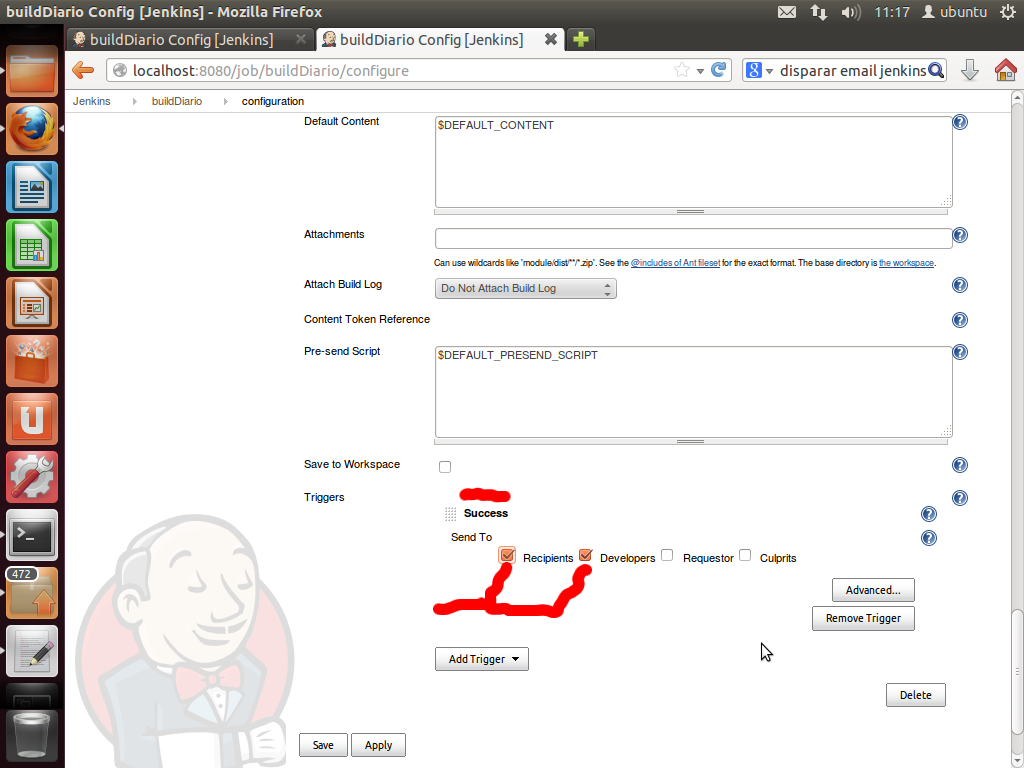 buildDiario Config [Jenkins] - Mozilla Firefox
11:17
ubuntu
buildDiario Config [Jenkins]
buildDiario Config [Jenkins]
localhost:8080/job/buildDiario/configure
8
disparar email jenkins
Jenkins
buildDiario
configuration
Default Content
$DEFAULT_CONTENT
Attachments
Can use wildcards like 'module/dist/**/*.zip'. See the @includes of Ant fileset for the exact format. The base directory is the workspace.
Attach Build Log
Do Not Attach Build Log
Content Token Reference
Pre-send Script
$DEFAULT_PRESEND_SCRIPT
Save to Workspace
Triggers
Success
Send To
Recipients
Developers
Requestor
Culprits
Advanced...
Remove Trigger
Add Trigger
Delete
Save
Apply
472